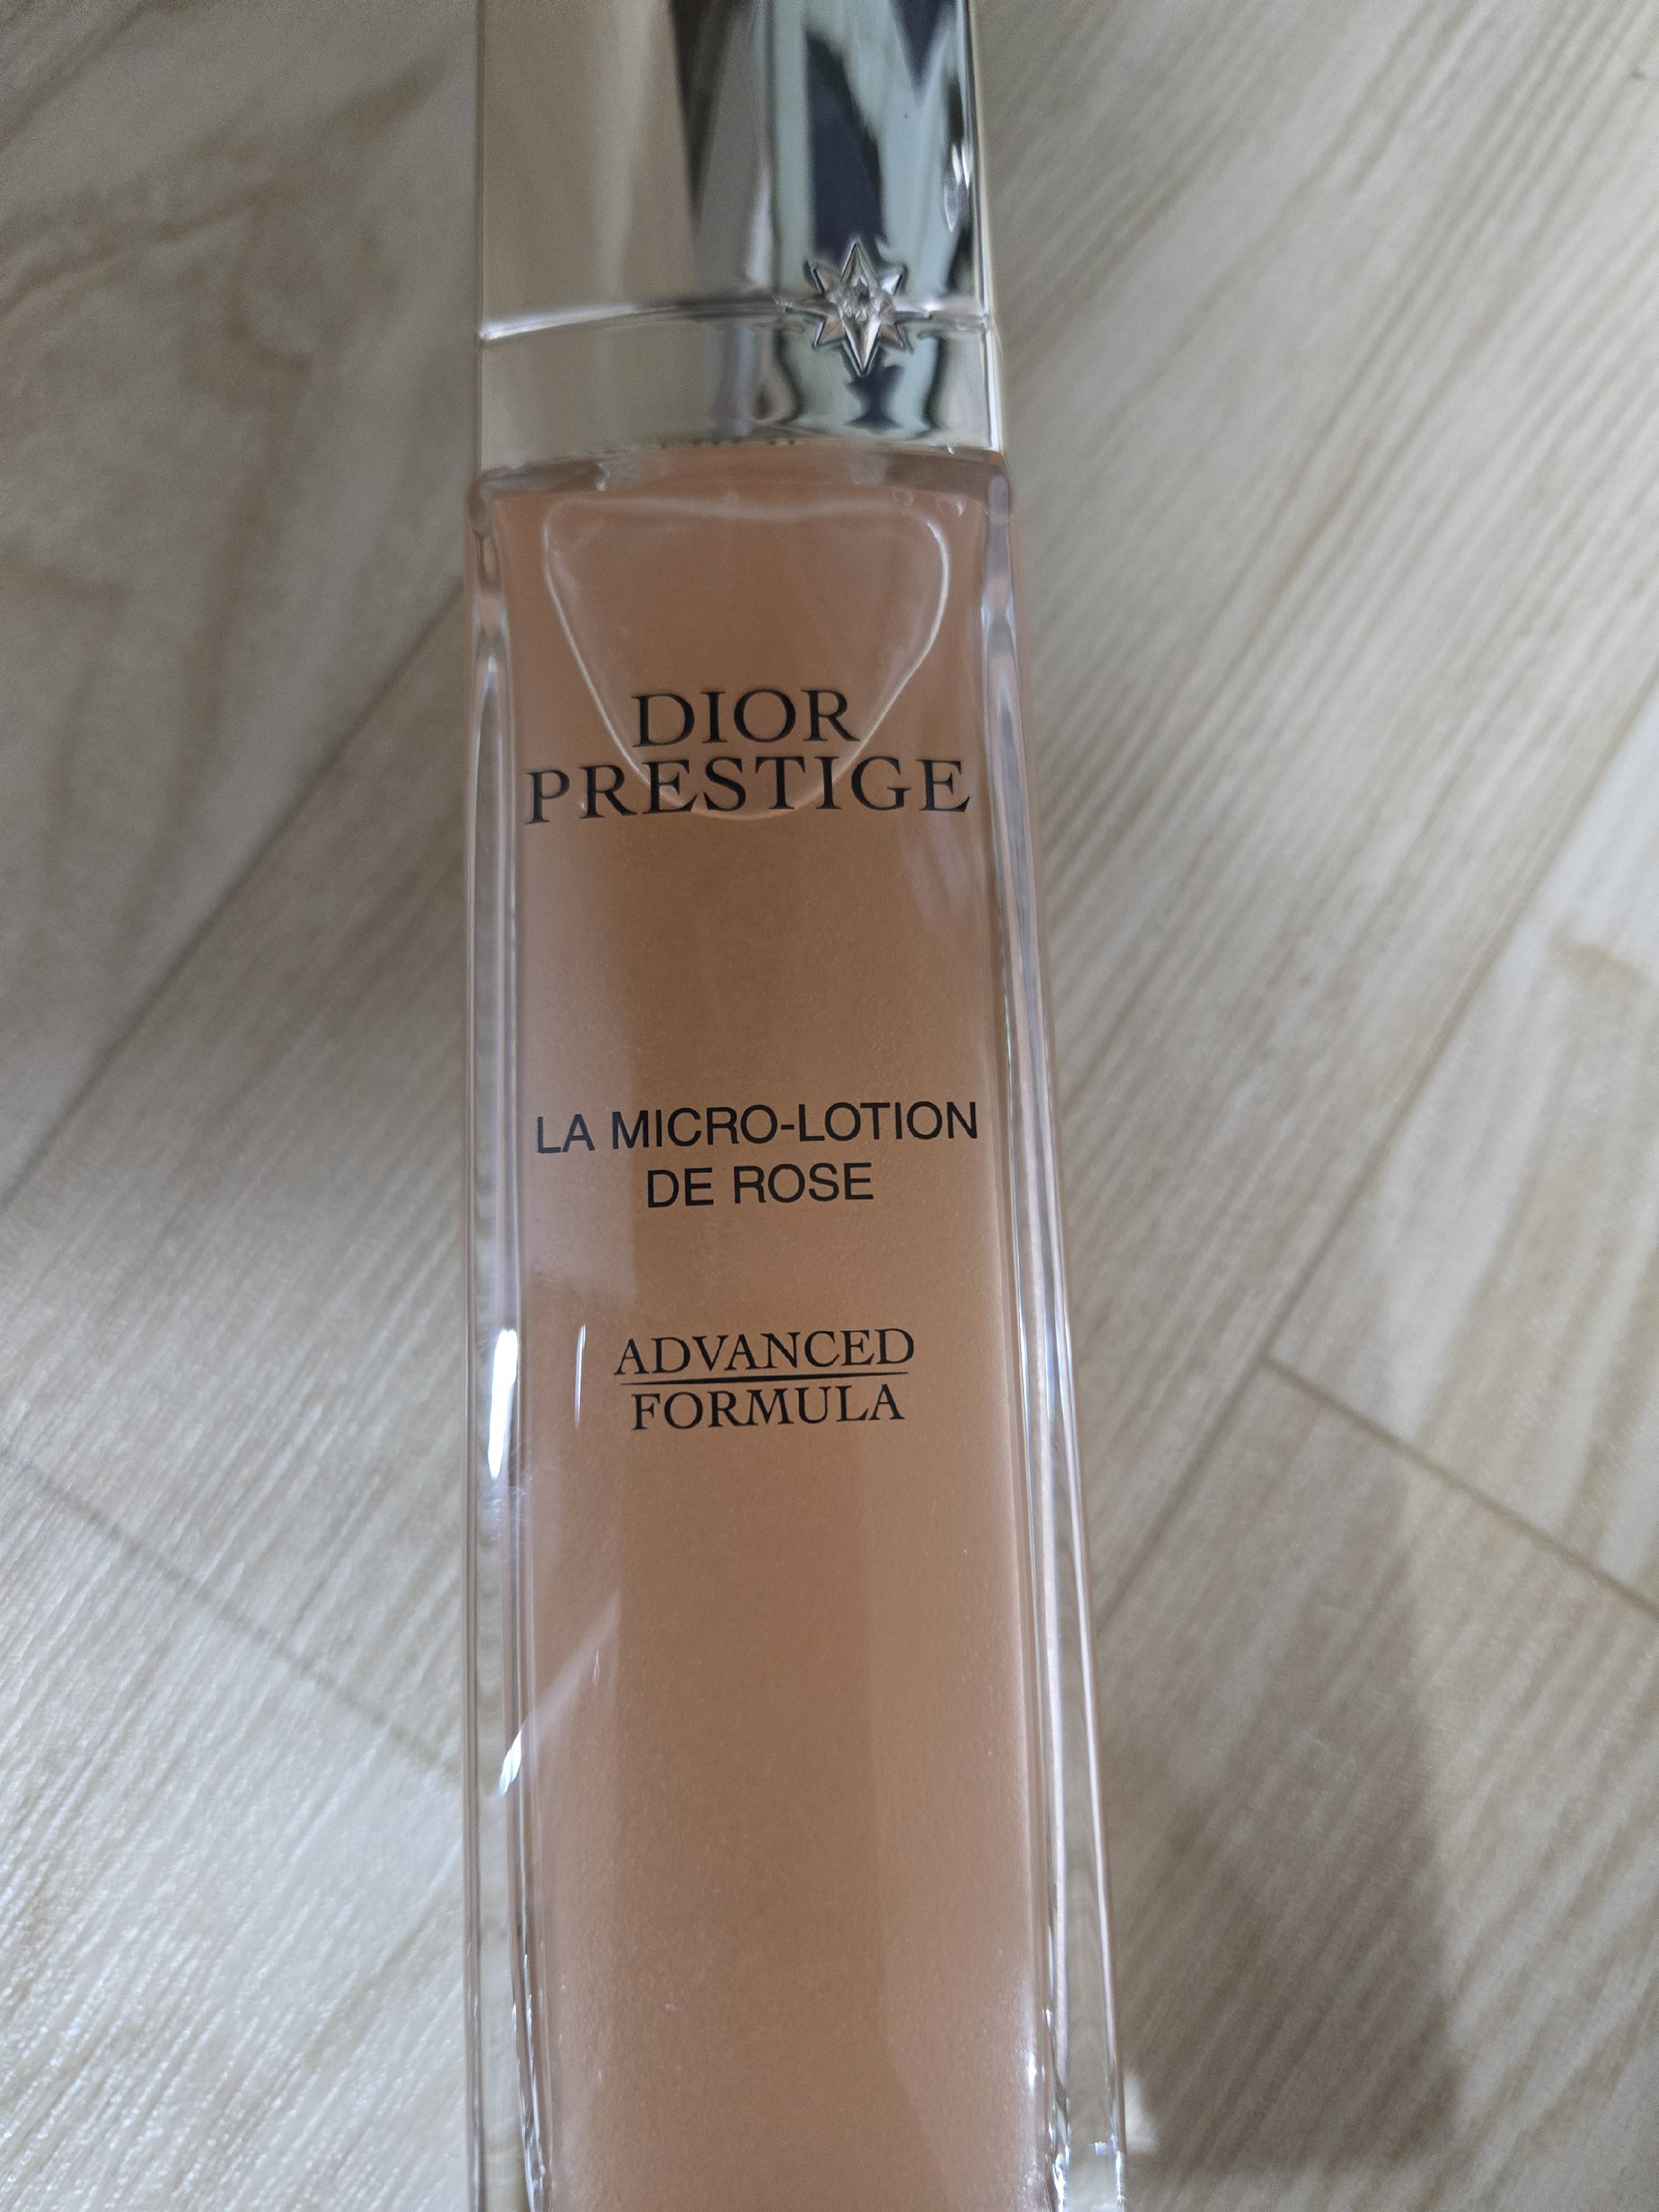 DIOR
PRESTIGE
LA MICRO-LOTION
DE ROSE
ADVANCED
FORMULA